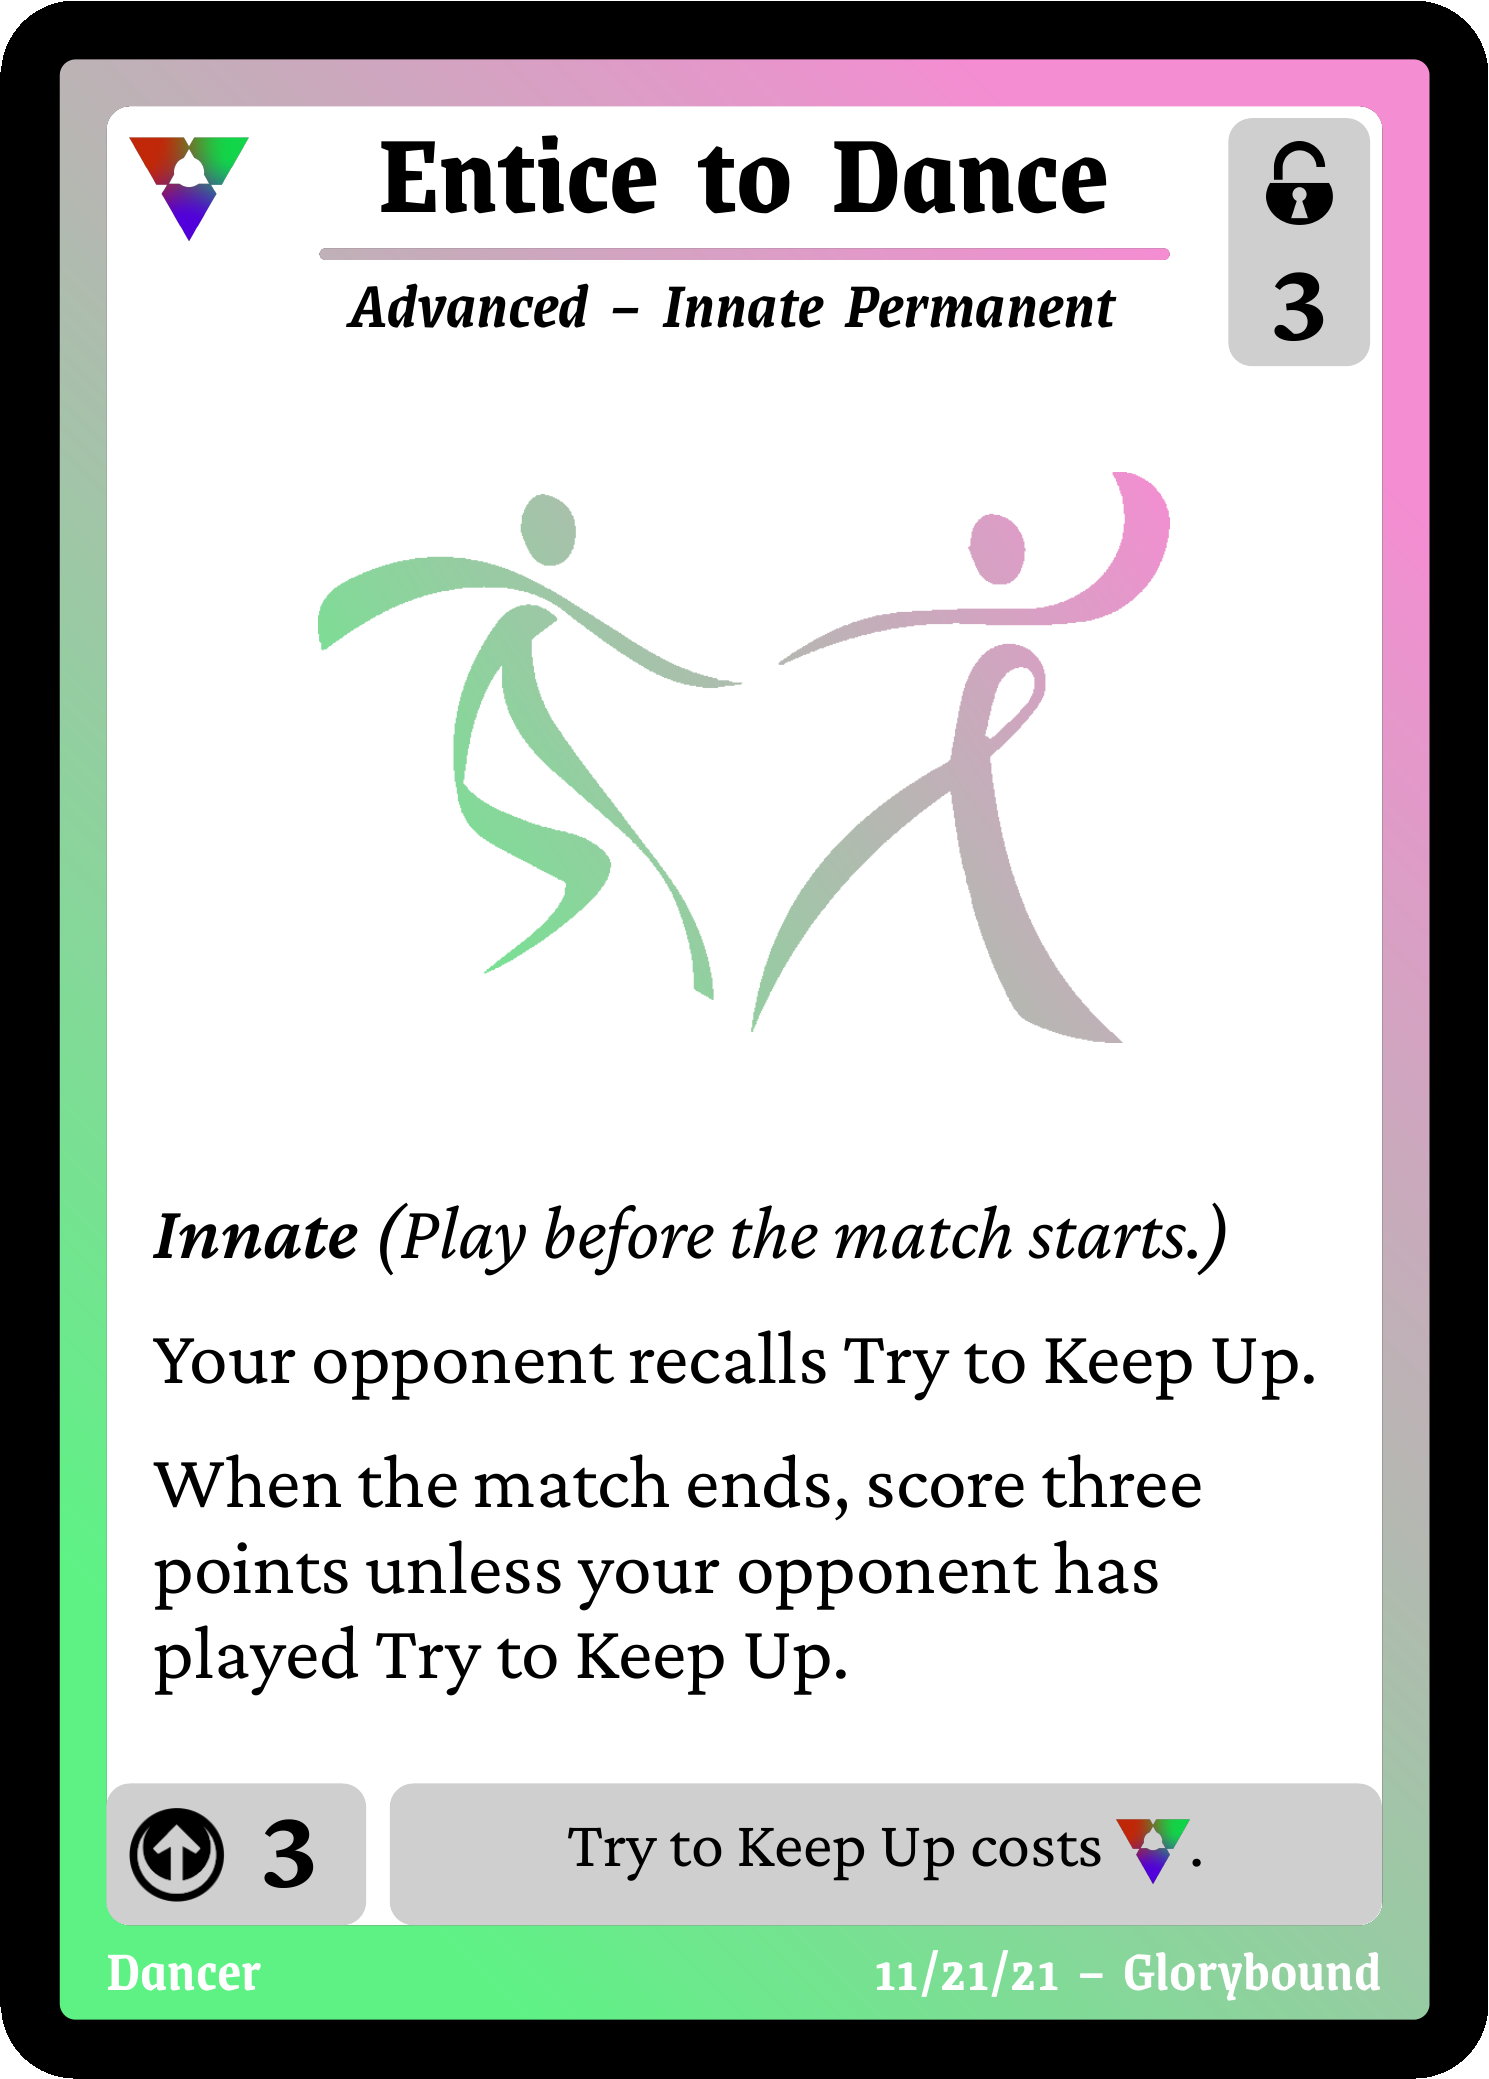 Entice to Dance
3
Advanced – Innate Permanent
Innate (Play before the match starts.)
Your opponent recalls Try to Keep Up.
When the match ends, score three
points unless your opponent has
played Try to Keep Up.
3
Try to Keep Up costs .
Dancer
11/21/21 – Glorybound